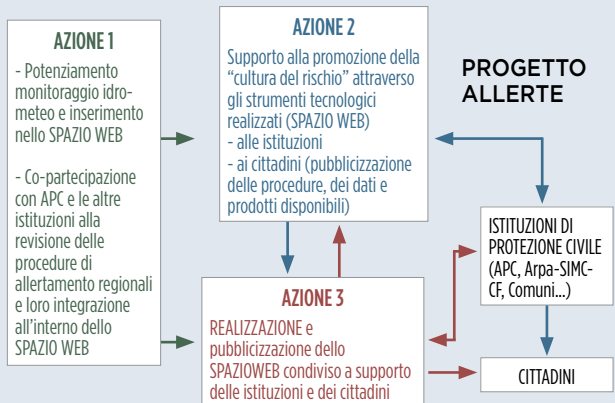 AZIONE 1
- Potenziamento
monitoraggio idro-
meteo e inserimento
nello SPAZIO WEB
- Co-partecipazione
con APC e le altre
istituzioni alla
revisione delle
procedure di
allertamento regionali
e loro integrazione
all'interno dello
SPAZIO WEB
AZIONE 2
Supporto alla promozione della
“cultura del rischio” attraverso
gli strumenti tecnologici
realizzati (SPAZIO WEB)
- alle istituzioni
- ai cittadini (pubblicizzazione
delle procedure, dei dati e
prodotti disponibili)
PROGETTO
ALLERTE
AZIONE 3
REALIZZAZIONE e
pubblicizzazione dello
SPAZIOWEB condiviso a supporto
delle istituzioni e dei cittadini
ISTITUZIONI DI
PROTEZIONE CIVILE
(APC, Arpa-SIMC-
CF, Comuni...)
CITTADINI